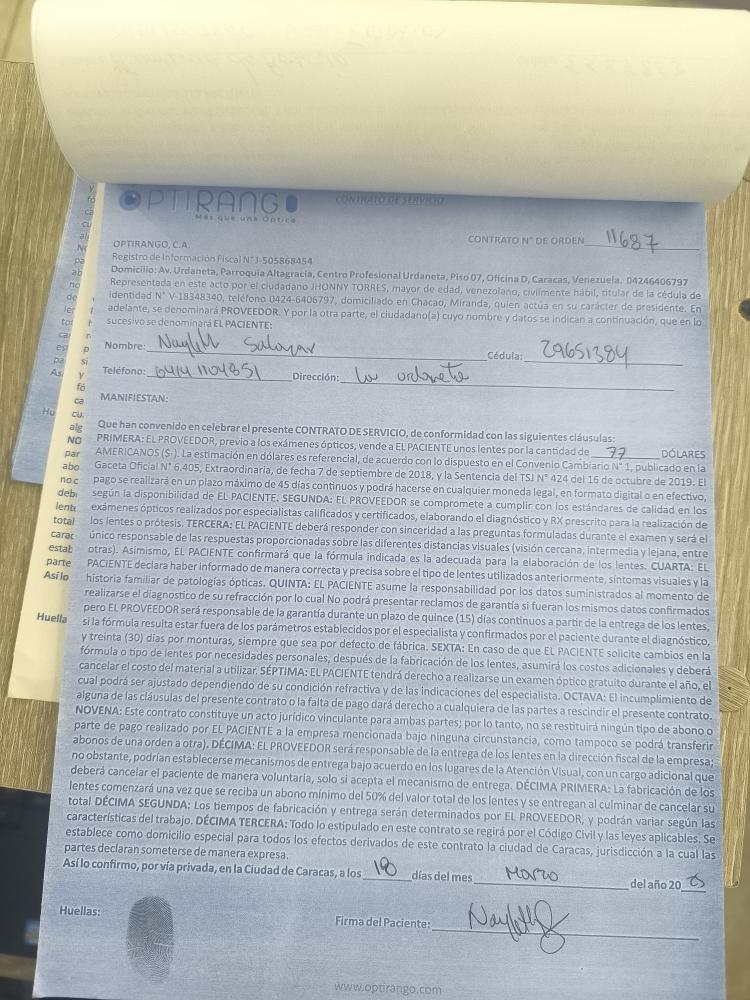 OPTIRANGO
CONTRATO DE SERVICIO
Más que una Óptica
CONTRATO N° DE ORDEN 11687
OPTIRANGO, C.A.
Registro de Información Fiscal N° J-505868454
Domicilio: Av. Urdaneta, Parroquia Altagracia, Centro Profesional Urdaneta, Piso 07, Oficina D, Caracas, Venezuela. 04246406797
Representada en este acto por el ciudadano JHONNY TORRES, mayor de edad, venezolano, civilmente hábil, titular de la cédula de
identidad N° V-18348340, teléfono 0424-6406797, domiciliado en Chacao, Miranda, quien actúa en su carácter de presidente. En
adelante, se denominará PROVEEDOR. Y por la otra parte, el ciudadano(a) cuyo nombre y datos se indican a continuación, que en lo
sucesivo se denominará EL PACIENTE:
Nombre: Nayleth Salazar Cédula: 29651384
Teléfono: 0414 1104851 Dirección: La urdaneta
MANIFIESTAN:
Que han convenido en celebrar el presente CONTRATO DE SERVICIO, de conformidad con las siguientes cláusulas:
PRIMERA: EL PROVEEDOR, previo a los exámenes ópticos, vende a EL PACIENTE unos lentes por la cantidad de 77 DÓLARES
AMERICANOS ($-). La estimación en dólares es referencial, de acuerdo con lo dispuesto en el Convenio Cambiario N° 1, publicado en la
Gaceta Oficial N° 6.405, Extraordinaria, de fecha 7 de septiembre de 2018, y la Sentencia del TSJ N° 424 del 16 de octubre de 2019. El
pago se realizará en un plazo máximo de 45 días continuos y podrá hacerse en cualquier moneda legal, en formato digital o en efectivo,
según la disponibilidad de EL PACIENTE. SEGUNDA: EL PROVEEDOR se compromete a cumplir con los estándares de calidad en los
exámenes ópticos realizados por especialistas calificados y certificados, elaborando el diagnóstico y RX prescrito para la realización de
los lentes o prótesis. TERCERA: EL PACIENTE deberá responder con sinceridad a las preguntas formuladas durante el examen y será el
único responsable de las respuestas proporcionadas sobre las diferentes distancias visuales (visión cercana, intermedia y lejana, entre
otras). Asimismo, EL PACIENTE confirmará que la fórmula indicada es la adecuada para la elaboración de los lentes. CUARTA: EL
PACIENTE declara haber informado de manera correcta y precisa sobre el tipo de lentes utilizados anteriormente, síntomas visuales y la
historia familiar de patologías ópticas. QUINTA: EL PACIENTE asume la responsabilidad por los datos suministrados al momento de
realizarse el diagnostico de su refracción por lo cual No podrá presentar reclamos de garantía si fueran los mismos datos confirmados
pero EL PROVEEDOR será responsable de la garantía durante un plazo de quince (15) días continuos a partir de la entrega de los lentes,
si la fórmula resulta estar fuera de los parámetros establecidos por el especialista y confirmados por el paciente durante el diagnóstico,
y treinta (30) días por monturas, siempre que sea por defecto de fábrica. SEXTA: En caso de que EL PACIENTE solicite cambios en la
fórmula o tipo de lentes por necesidades personales, después de la fabricación de los lentes, asumirá los costos adicionales y deberá
cancelar el costo del material a utilizar. SÉPTIMA: EL PACIENTE tendrá derecho a realizarse un examen óptico gratuito durante el año, el
cual podrá ser ajustado dependiendo de su condición refractiva y de las indicaciones del especialista. OCTAVA: El incumplimiento de
alguna de las cláusulas del presente contrato o la falta de pago dará derecho a cualquiera de las partes a rescindir el presente contrato.
NOVENA: Este contrato constituye un acto jurídico vinculante para ambas partes; por lo tanto, no se restituirá ningún tipo de abono o
parte de pago realizado por EL PACIENTE a la empresa mencionada bajo ninguna circunstancia, como tampoco se podrá transferir
abonos de una orden a otra). DÉCIMA: EL PROVEEDOR será responsable de la entrega de los lentes en la dirección fiscal de la empresa;
no obstante, podrían establecerse mecanismos de entrega bajo acuerdo en los lugares de la Atención Visual, con un cargo adicional que
deberá cancelar el paciente de manera voluntaria, solo si acepta el mecanismo de entrega. DÉCIMA PRIMERA: La fabricación de los
lentes comenzará una vez que se reciba un abono mínimo del 50% del valor total de los lentes y se entregan al culminar de cancelar su
total DÉCIMA SEGUNDA: Los tiempos de fabricación y entrega serán determinados por EL PROVEEDOR, y podrán variar según las
características del trabajo. DÉCIMA TERCERA: Todo lo estipulado en este contrato se regirá por el Código Civil y las leyes aplicables. Se
establece como domicilio especial para todos los efectos derivados de este contrato la ciudad de Caracas, jurisdicción a la cual las
partes declaran someterse de manera expresa.
Así lo confirmo, por vía privada, en la Ciudad de Caracas, a los 18 días del mes Marzo del año 20 25
Huellas:
Firma del Paciente: Nayleth S
www.optirango.com